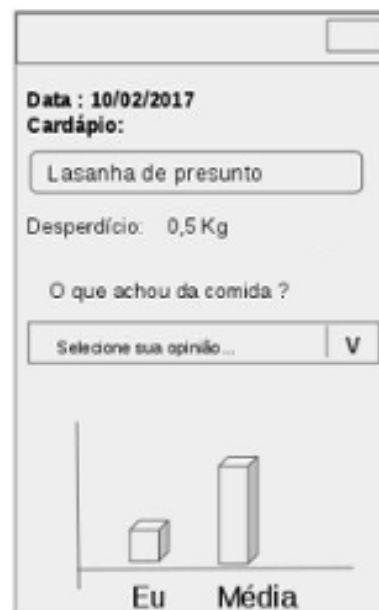 Data : 10/02/2017
Cardápio:
Lasanha de presunto
Desperdício: 0,5 Kg
O que achou da comida ?
Selecione sua opinião... V
Eu Média